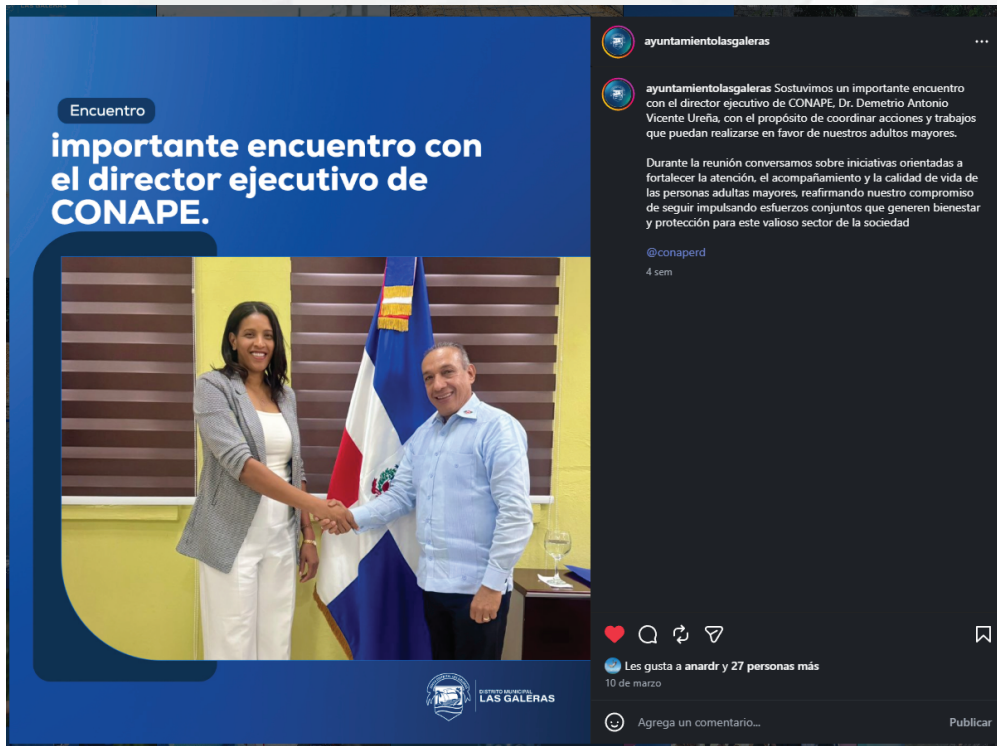 Encuentro
importante encuentro con
el director ejecutivo de
CONAPE.
DISTRITO MUNICIPAL
LAS GALERAS
ayuntamientolasgaleras
ayuntamientolasgaleras Sostuvimos un importante encuentro
con el director ejecutivo de CONAPE, Dr. Demetrio Antonio
Vicente Ureña, con el propósito de coordinar acciones y trabajos
que puedan realizarse en favor de nuestros adultos mayores.
Durante la reunión conversamos sobre iniciativas orientadas a
fortalecer la atención, el acompañamiento y la calidad de vida de
las personas adultas mayores, reafirmando nuestro compromiso
de seguir impulsando esfuerzos conjuntos que generen bienestar
y protección para este valioso sector de la sociedad
@conaperd
4 sem
Les gusta a anardr y 27 personas más
10 de marzo
Agrega un comentario...
Publicar